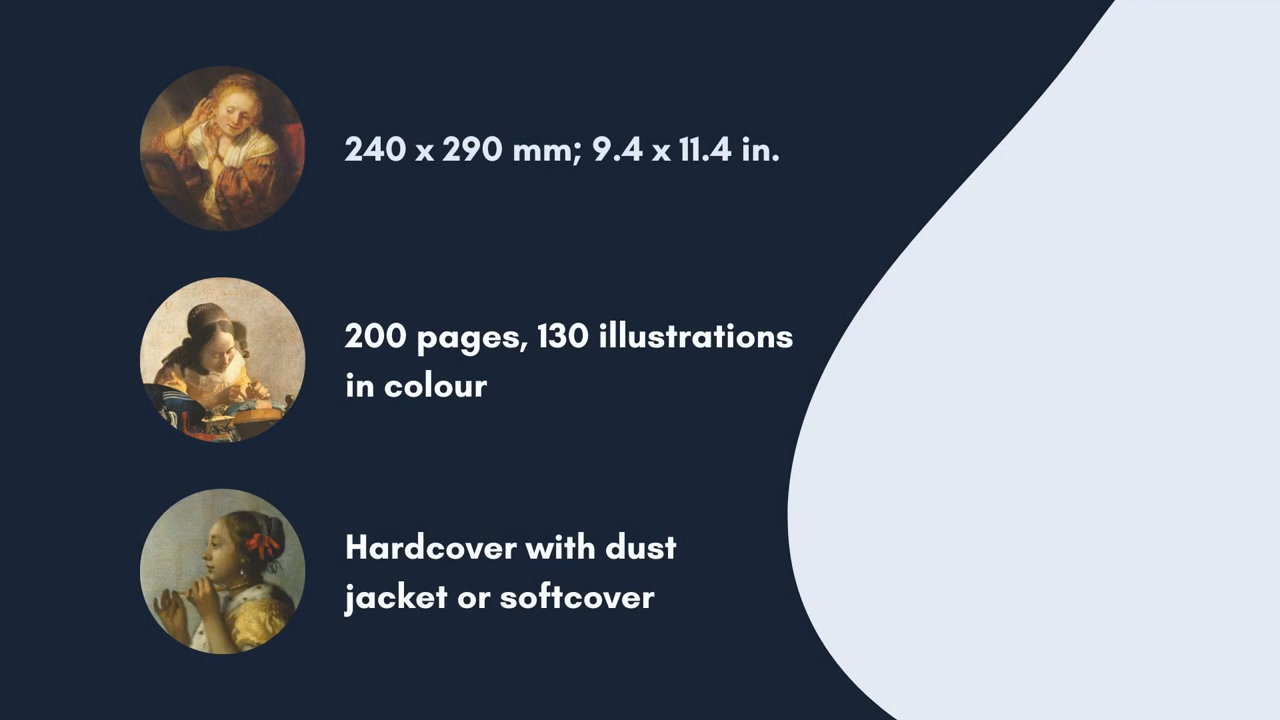 240 x 290 mm; 9.4 x 11.4 in.
200 pages, 130 illustrations
in colour
Hardcover with dust
jacket or softcover